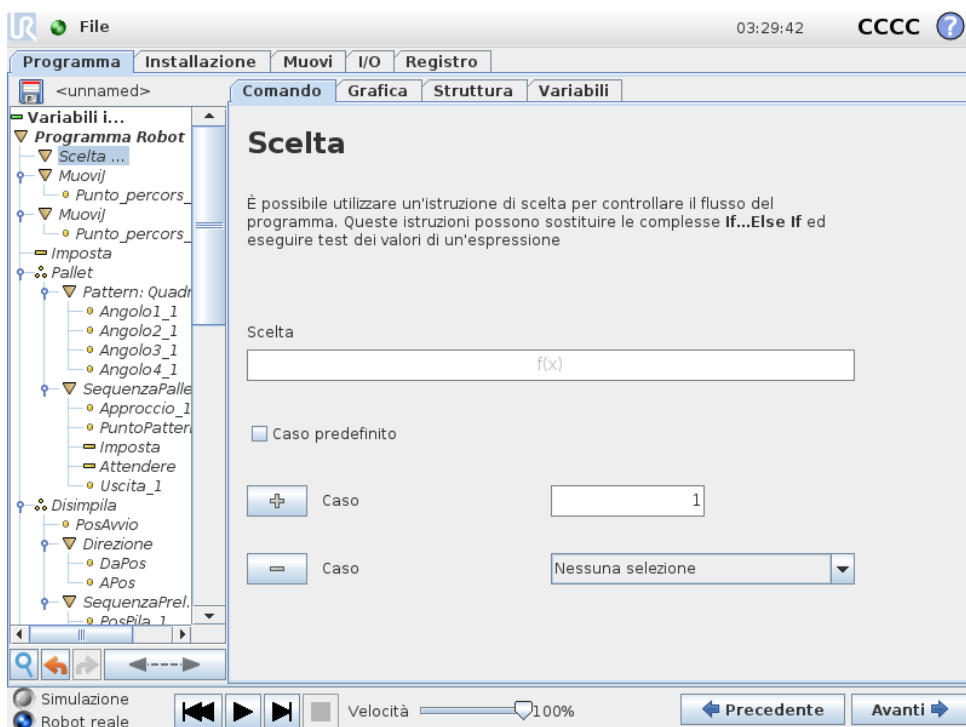 UR File 03:29:42 CCCC ?
Programma Installazione Muovi I/O Registro
<unnamed>
Comando Grafica Struttura Variabili
Variabili i...
Programma Robot
Scelta ...
MuoviJ
Punto_percors_
MuoviJ
Punto_percors_
Imposta
Pallet
Pattern: Quadr
Angolo1_1
Angolo2_1
Angolo3_1
Angolo4_1
SequenzaPalle
Approccio_1
PuntoPatter
Imposta
Attendere
Uscita_1
Disimpila
PosAvvio
Direzione
DaPos
APos
SequenzaPrel.
PosPila_1
Scelta
È possibile utilizzare un'istruzione di scelta per controllare il flusso del
programma. Queste istruzioni possono sostituire le complesse If...Else If ed
eseguire test dei valori di un'espressione
Scelta
f(x)
Caso predefinito
Caso 1
Caso Nessuna selezione
Simulazione
Robot reale
Velocità 100%
Precedente Avanti